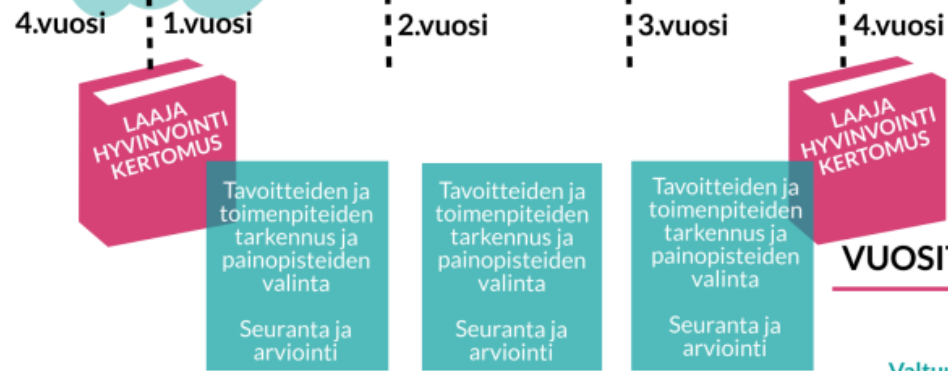 4.vuosi
1.vuosi
2.vuosi
3.vuosi
4.vuosi
LAAJA
HYVINVOINTI
KERTOMUS
LAAJA
HYVINVOINTI
KERTOMUS
Tavoitteiden ja
toimenpiteiden
tarkennus ja
painopisteiden
valinta
Seuranta ja
arviointi
Tavoitteiden ja
toimenpiteiden
tarkennus ja
painopisteiden
valinta
Seuranta ja
arviointi
Tavoitteiden ja
toimenpiteiden
tarkennus ja
painopisteiden
valinta
Seuranta ja
arviointi